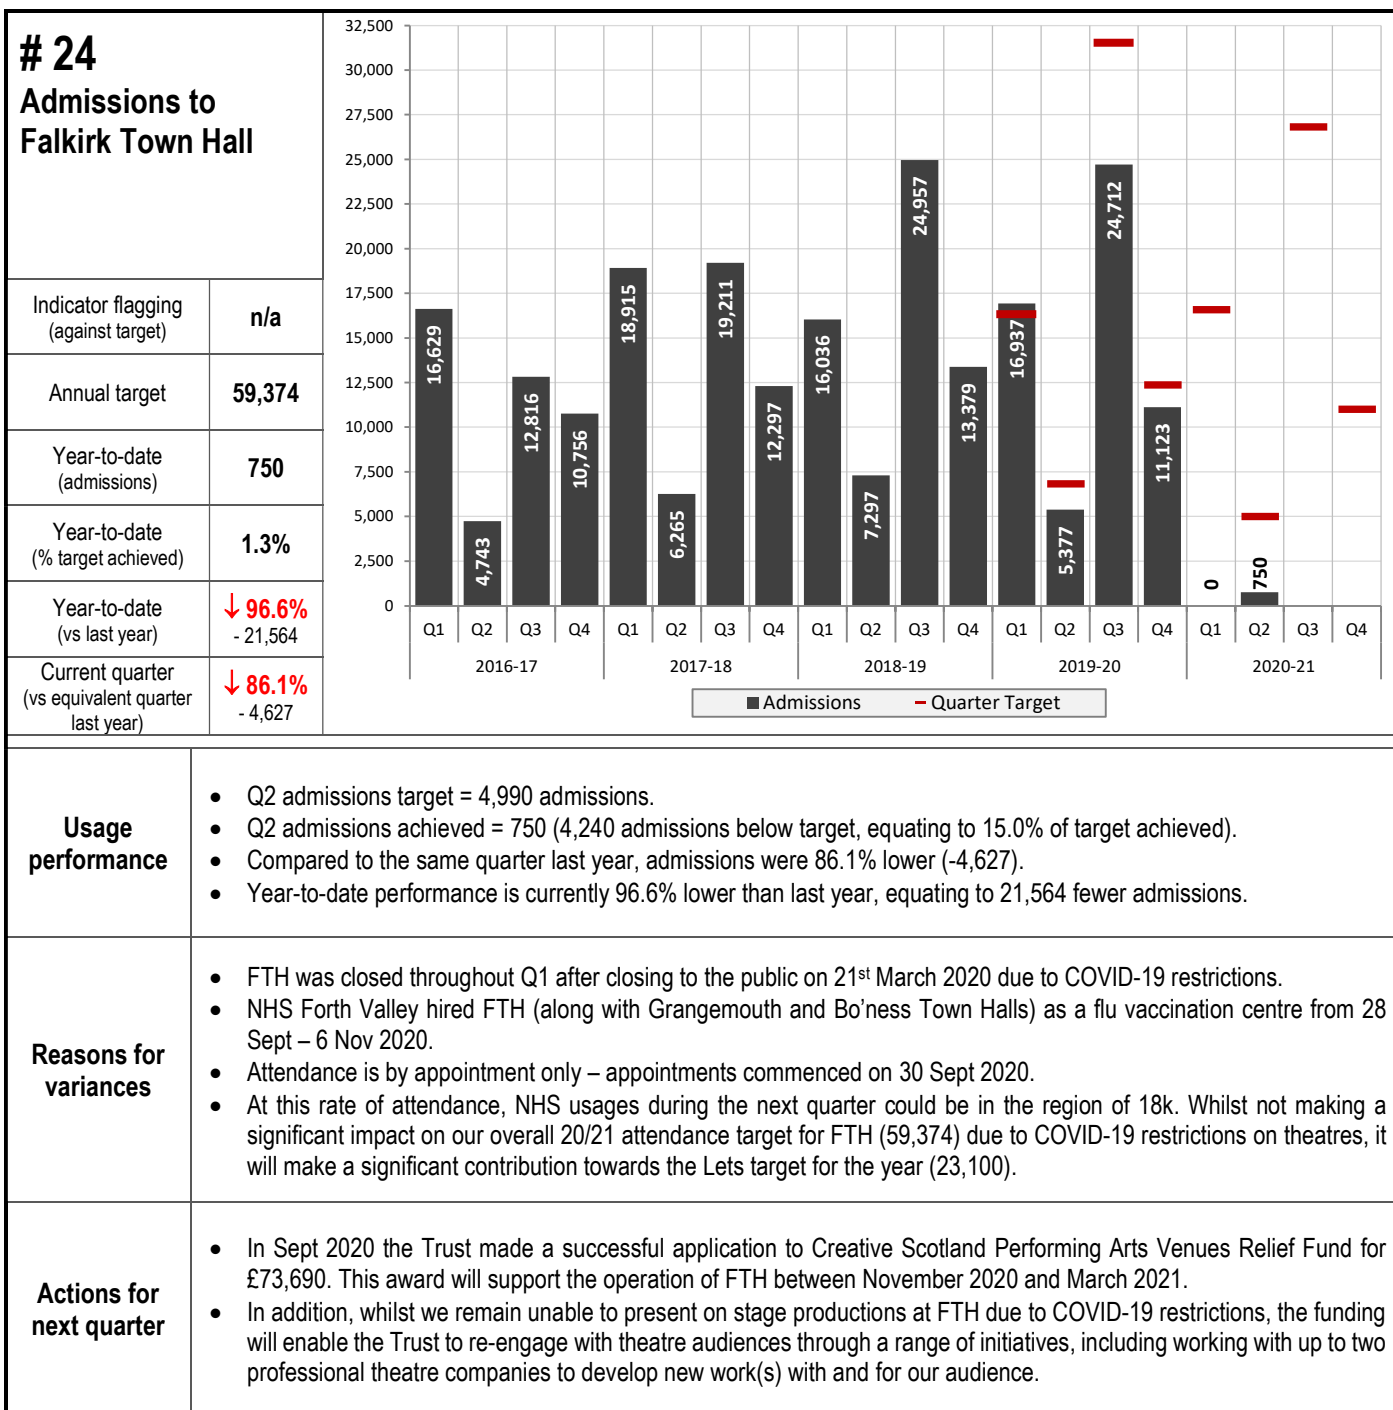 # 24
Admissions to
Falkirk Town Hall
Indicator flagging
(against target)
n/a
Annual target
59,374
Year-to-date
(admissions)
750
Year-to-date
(% target achieved)
1.3%
Year-to-date
(vs last year)
↓ 96.6%
- 21,564
Current quarter
(vs equivalent quarter
last year)
↓ 86.1%
- 4,627
32,500
30,000
27,500
25,000
22,500
20,000
17,500
15,000
12,500
10,000
7,500
5,000
2,500
0
16,629
4,743
12,816
10,756
18,915
6,265
19,211
12,297
16,036
7,297
24,957
13,379
16,937
5,377
24,712
11,123
0
750
Q1 Q2 Q3 Q4 Q1 Q2 Q3 Q4 Q1 Q2 Q3 Q4 Q1 Q2 Q3 Q4 Q1 Q2 Q3 Q4
2016-17 2017-18 2018-19 2019-20 2020-21
Admissions Quarter Target
Usage
performance
• Q2 admissions target = 4,990 admissions.
• Q2 admissions achieved = 750 (4,240 admissions below target, equating to 15.0% of target achieved).
• Compared to the same quarter last year, admissions were 86.1% lower (-4,627).
• Year-to-date performance is currently 96.6% lower than last year, equating to 21,564 fewer admissions.
Reasons for
variances
• FTH was closed throughout Q1 after closing to the public on 21st March 2020 due to COVID-19 restrictions.
• NHS Forth Valley hired FTH (along with Grangemouth and Bo’ness Town Halls) as a flu vaccination centre from 28
Sept – 6 Nov 2020.
• Attendance is by appointment only – appointments commenced on 30 Sept 2020.
• At this rate of attendance, NHS usages during the next quarter could be in the region of 18k. Whilst not making a
significant impact on our overall 20/21 attendance target for FTH (59,374) due to COVID-19 restrictions on theatres, it
will make a significant contribution towards the Lets target for the year (23,100).
Actions for
next quarter
• In Sept 2020 the Trust made a successful application to Creative Scotland Performing Arts Venues Relief Fund for
£73,690. This award will support the operation of FTH between November 2020 and March 2021.
• In addition, whilst we remain unable to present on stage productions at FTH due to COVID-19 restrictions, the funding
will enable the Trust to re-engage with theatre audiences through a range of initiatives, including working with up to two
professional theatre companies to develop new work(s) with and for our audience.